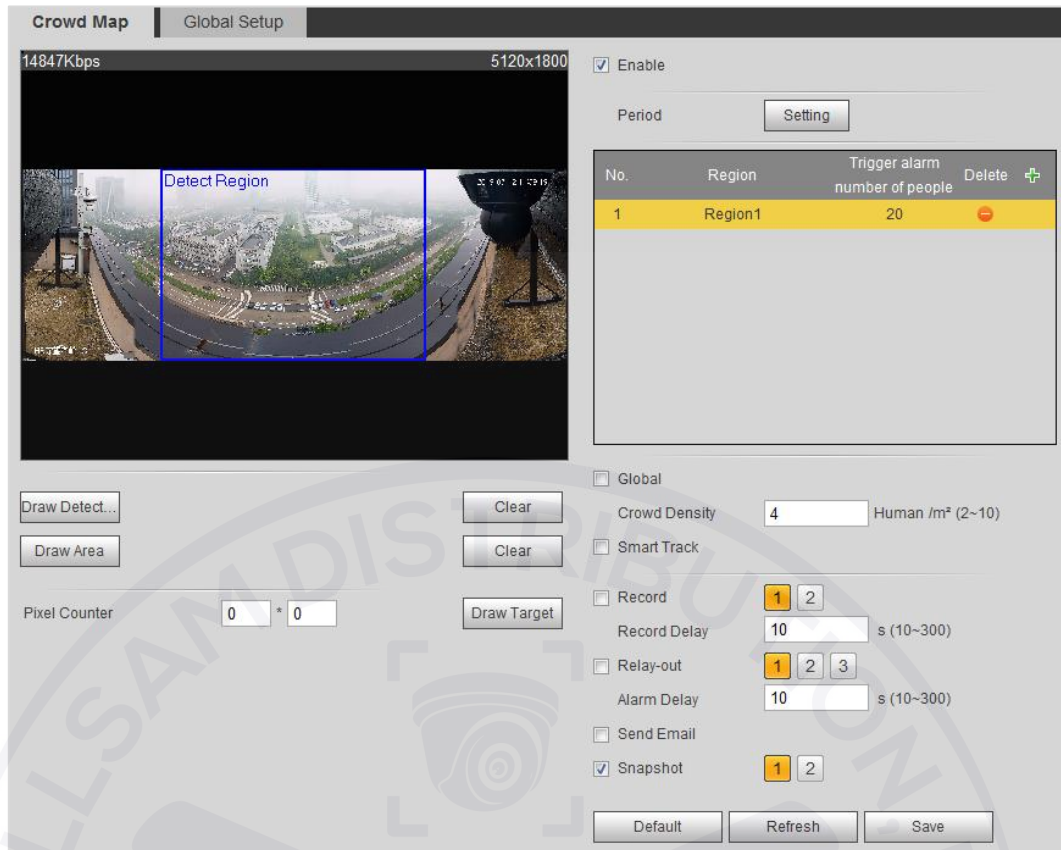 Crowd Map Global Setup
14847Kbps 5120x1800
Detect Region
Enable
Period Setting
No. Region Trigger alarm number of people Delete
1 Region1 20
Global
Draw Detect... Clear
Crowd Density 4 Human /m² (2~10)
Draw Area Clear
Smart Track
Record 1 2
Pixel Counter 0 * 0 Draw Target
Record Delay 10 s (10~300)
Relay-out 1 2 3
Alarm Delay 10 s (10~300)
Send Email
Snapshot 1 2
Default Refresh Save